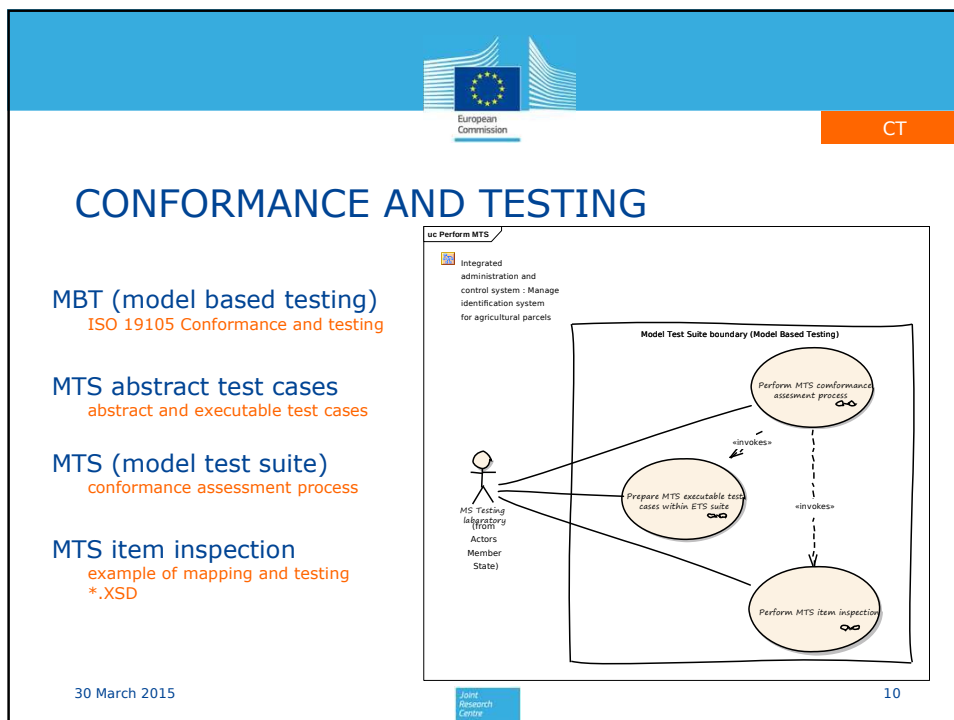 European
Commission
CT
CONFORMANCE AND TESTING
MBT (model based testing)
ISO 19105 Conformance and testing
MTS abstract test cases
abstract and executable test cases
MTS (model test suite)
conformance assessment process
MTS item inspection
example of mapping and testing
*.XSD
uc Perform MTS
Integrated
administration and
control system : Manage
identification system
for agricultural parcels
Model Test Suite boundary (Model Based Testing)
Perform MTS comformance
assesment process
«invokes»
Prepare MTS executable test
cases within ETS suite
«invokes»
MS Testing
labaratory
(from
Actors
Member
State)
Perform MTS item inspection
30 March 2015
Joint
Research
Centre
10